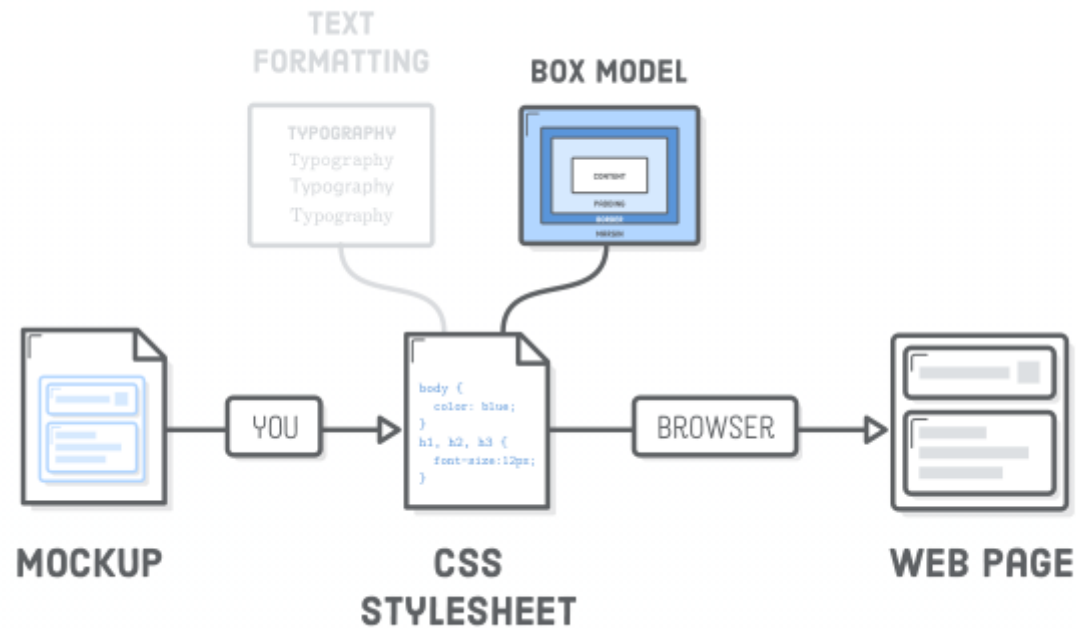 TEXT
FORMATTING
BOX MODEL
TYPOGRAPHY
Typography
Typography
Typography
CONTENT
PADDING
BORDER
MARGIN
body {
color: blue;
}
h1, h2, h3 {
font-size:12px;
}
YOU
BROWSER
MOCKUP
CSS
STYLESHEET
WEB PAGE